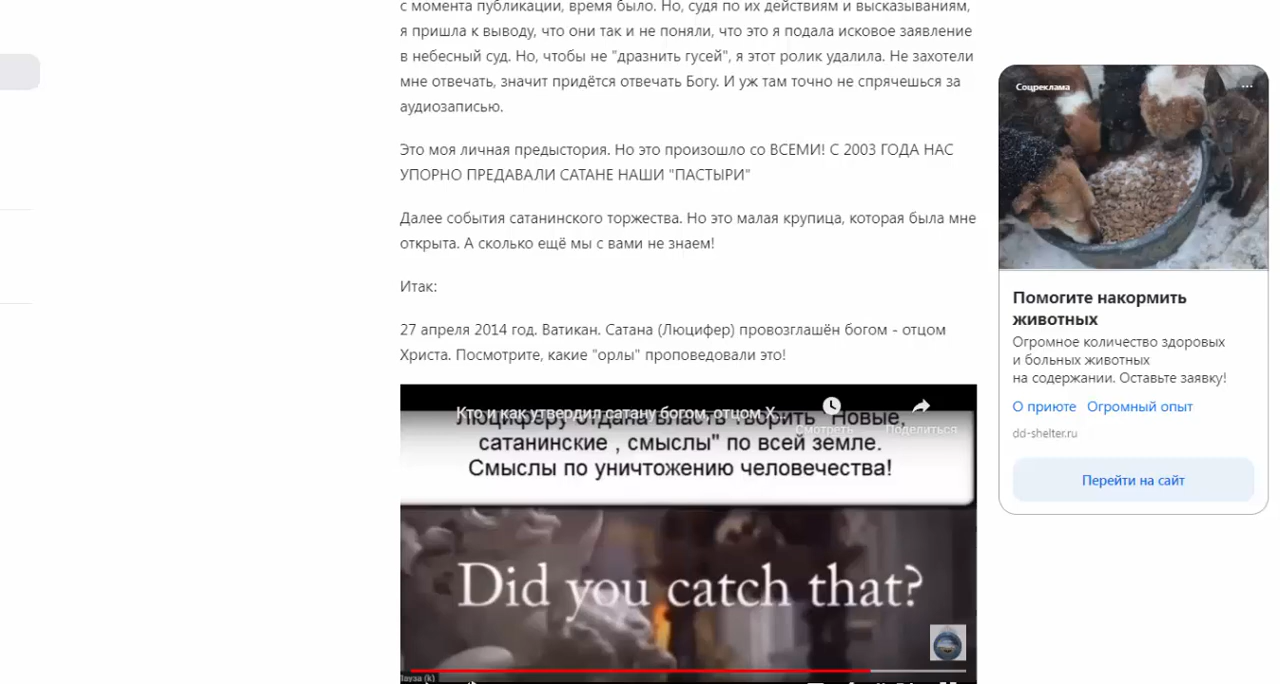 с момента публикации, время было. Но, судя по их действиям и высказываниям,
я пришла к выводу, что они так и не поняли, что это я подала исковое заявление
в небесный суд. Но, чтобы не "дразнить гусей", я этот ролик удалила. Не захотели
мне отвечать, значит придётся отвечать Богу. И уж там точно не спрячешься за
аудиозаписью.
Это моя личная предыстория. Но это произошло со ВСЕМИ! С 2003 ГОДА НАС
УПОРНО ПРЕДАВАЛИ САТАНЕ НАШИ "ПАСТЫРИ"
Далее события сатанинского торжества. Но это малая крупица, которая была мне
открыта. А сколько ещё мы с вами не знаем!
Итак:
27 апреля 2014 год. Ватикан. Сатана (Люцифер) провозглашён богом - отцом
Христа. Посмотрите, какие "орлы" проповедовали это!
Кто и как утвердил сатану богом, отцом Х...
Смотреть ...
Поделиться
Люциферу отдана власть творить "Новые,
сатанинские , смыслы" по всей земле.
Смыслы по уничтожению человечества!
Did you catch that?
Пауза (k)
Соцреклама
Помогите накормить
животных
Огромное количество здоровых
и больных животных
на содержании. Оставьте заявку!
О приюте Огромный опыт
dd-shelter.ru
Перейти на сайт